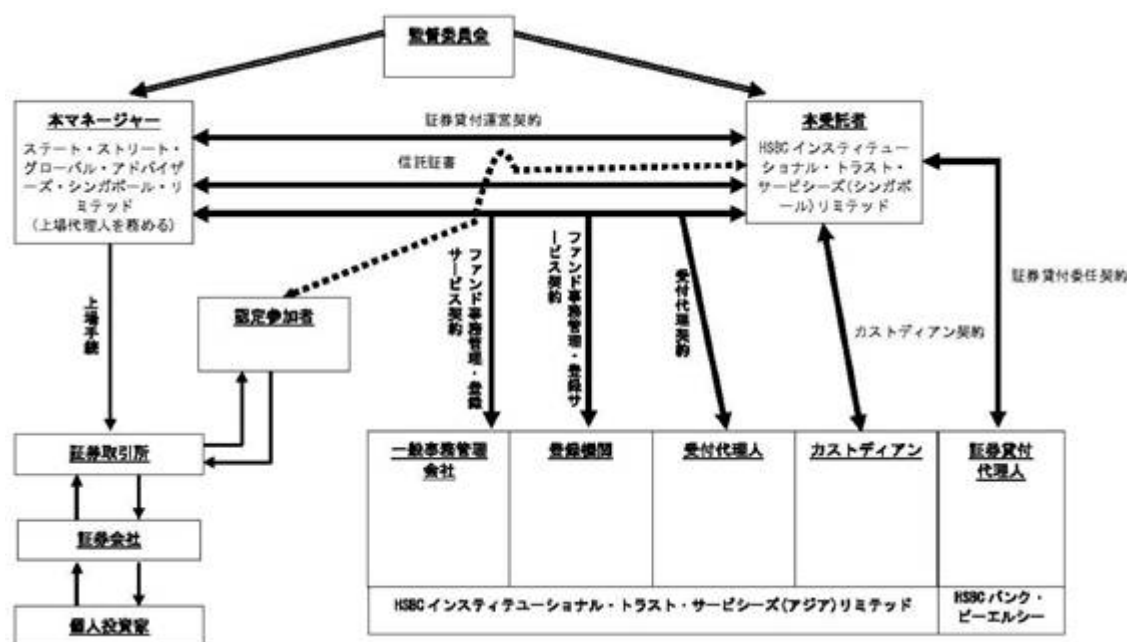 監督委員会
本マネージャー
ステート・ストリート・
グローバル・アドバイザ
ーズ・シンガポール・リ
ミテッド
(上場代理人を務める)
証券貸付運営契約
信託証書
本受託者
HSBCインスティテュー
ショナル・トラスト・
サービシーズ(シンガポ
ール)リミテッド
上場手続
認定参加者
ファンド事務管理・登録
サービス契約
ファンド事務管理・登録サ
ービス契約
受付代理契約
カストディアン契約
証券貸付委任契約
証券取引所
証券会社
個人投資家
一般事務管理
会社
登録機関
受付代理人
カストディアン
証券貸付
代理人
HSBCインスティテューショナル・トラスト・サービシーズ(アジア)リミテッド
HSBCバンク・
ピーエルシー